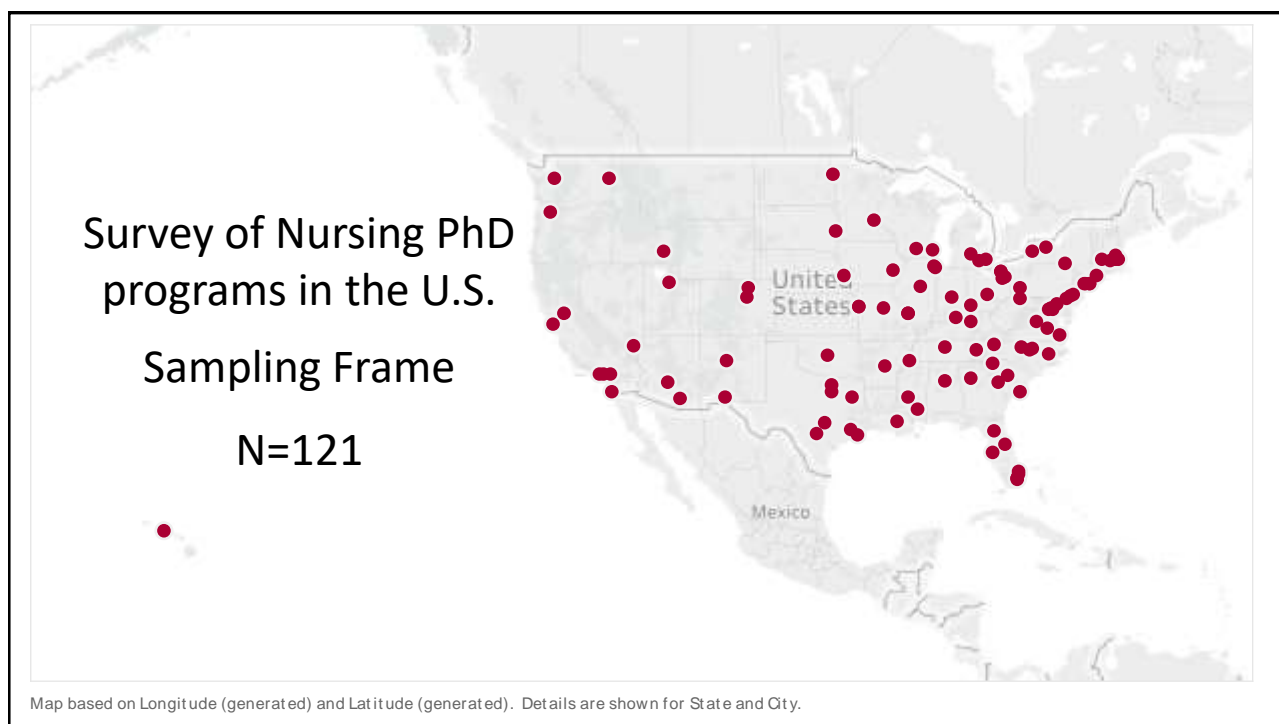 Survey of Nursing PhD
programs in the U.S.
Sampling Frame
N=121
United
States
Mexico
Map based on Longitude (generated) and Latitude (generated). Details are shown for State and City.